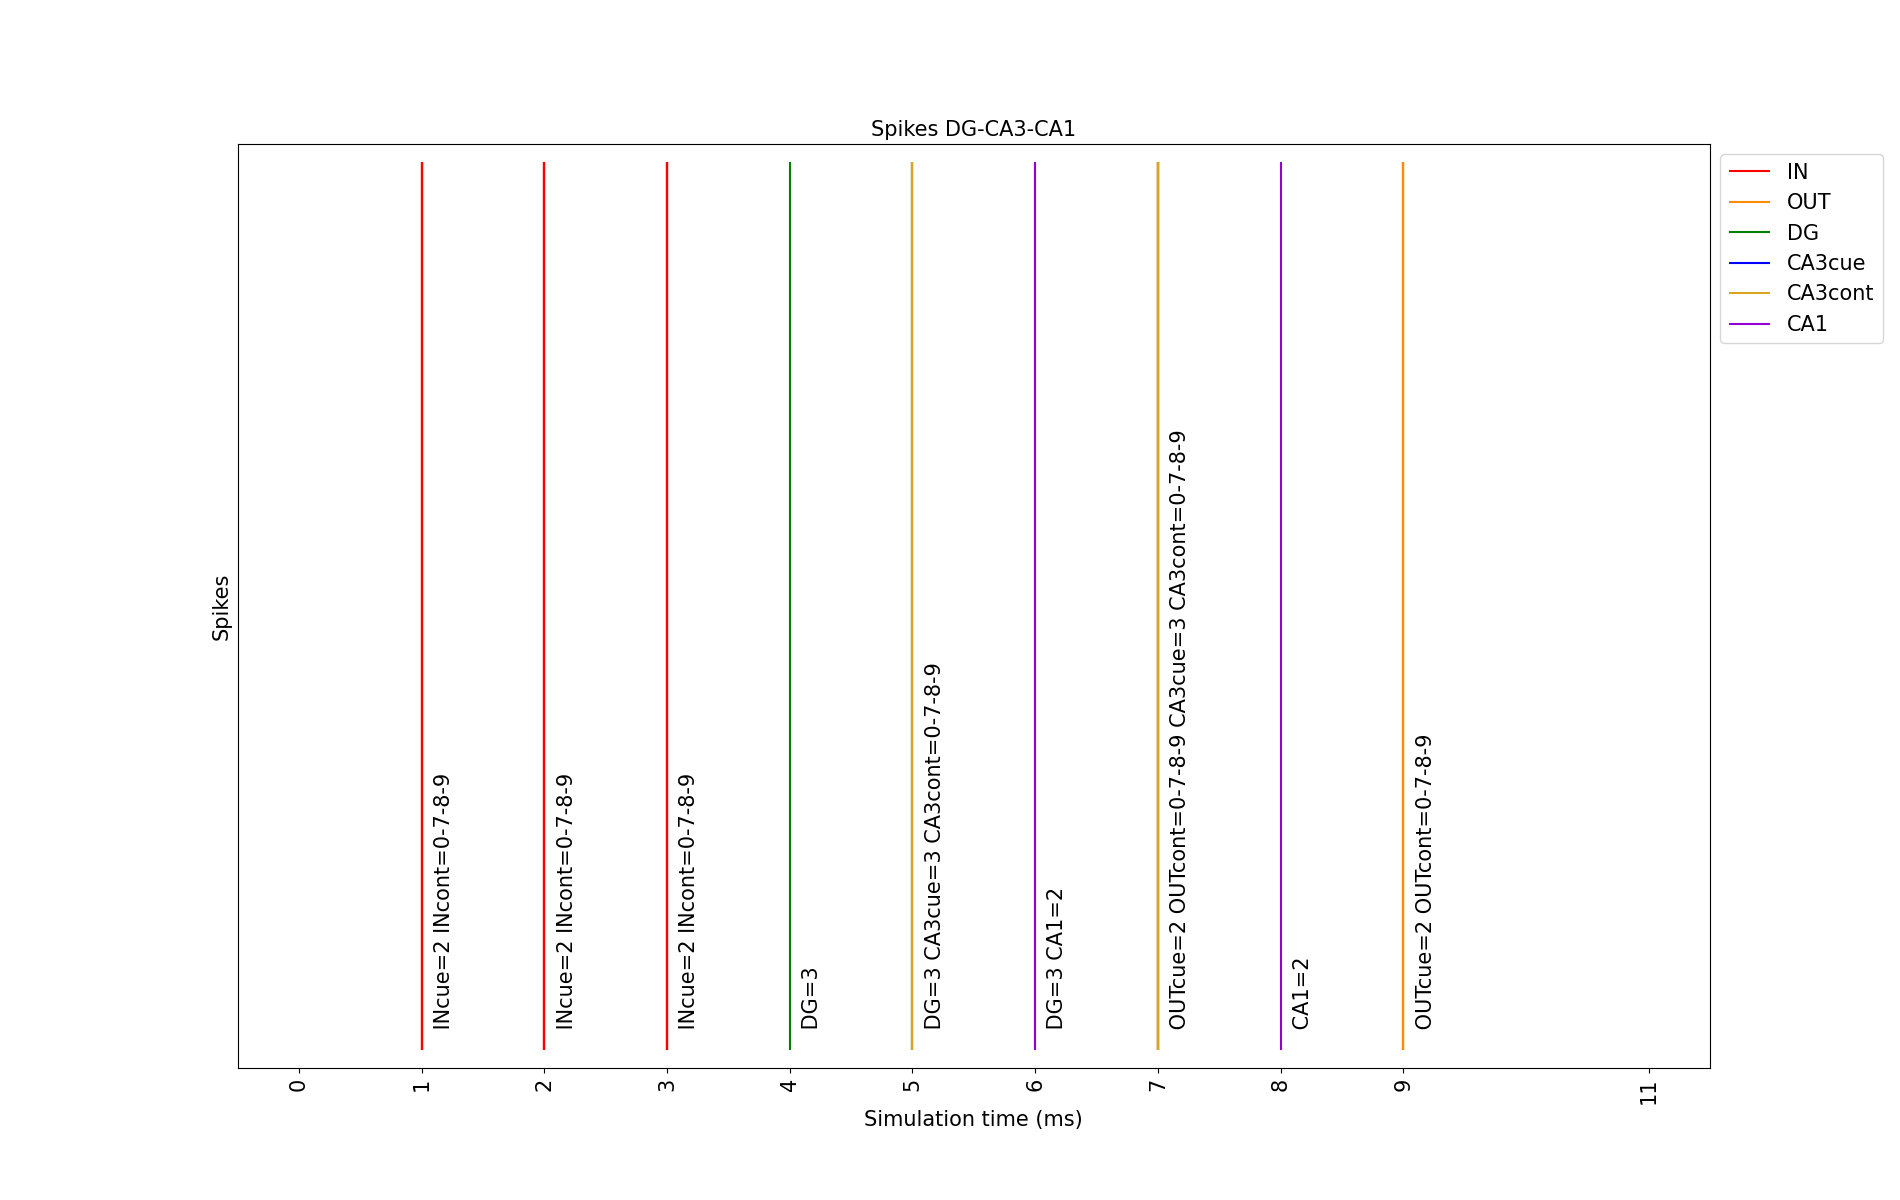 Spikes DG-CA3-CA1
IN
OUT
DG
CA3cue
CA3cont
CA1
Spikes
INcue=2 INcont=0-7-8-9
INcue=2 INcont=0-7-8-9
INcue=2 INcont=0-7-8-9
DG=3
DG=3 CA3cue=3 CA3cont=0-7-8-9
DG=3 CA1=2
OUTcue=2 OUTcont=0-7-8-9 CA3cue=3 CA3cont=0-7-8-9
CA1=2
OUTcue=2 OUTcont=0-7-8-9
0 1 2 3 4 5 6 7 8 9 11
Simulation time (ms)